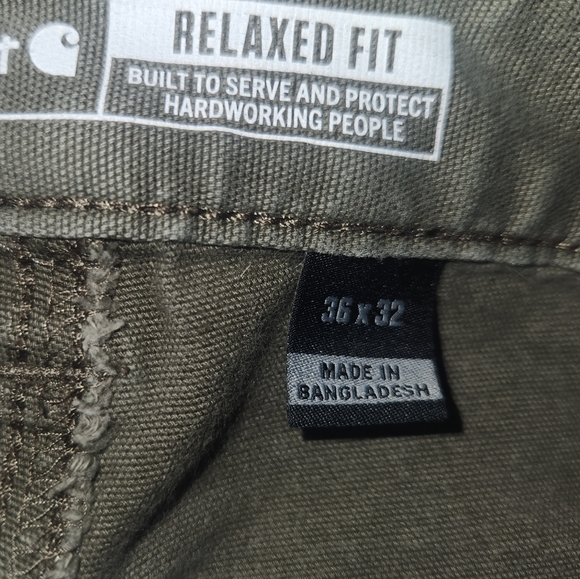 t
RELAXED FIT
BUILT TO SERVE AND PROTECT
HARDWORKING PEOPLE
36 x 32
MADE IN
BANGLADESH